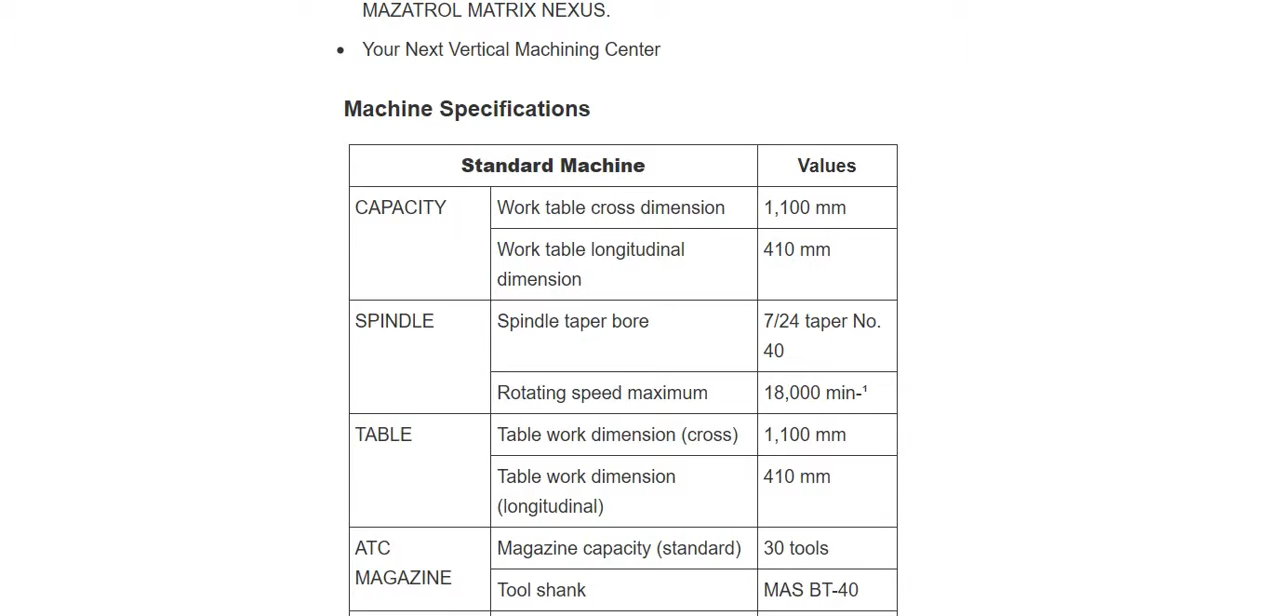 MAZATROL MATRIX NEXUS.
• Your Next Vertical Machining Center
Machine Specifications
Standard Machine Values
CAPACITY Work table cross dimension 1,100 mm
Work table longitudinal 410 mm
dimension
SPINDLE Spindle taper bore 7/24 taper No.
40
Rotating speed maximum 18,000 min-¹
TABLE Table work dimension (cross) 1,100 mm
Table work dimension 410 mm
(longitudinal)
ATC Magazine capacity (standard) 30 tools
MAGAZINE
Tool shank MAS BT-40